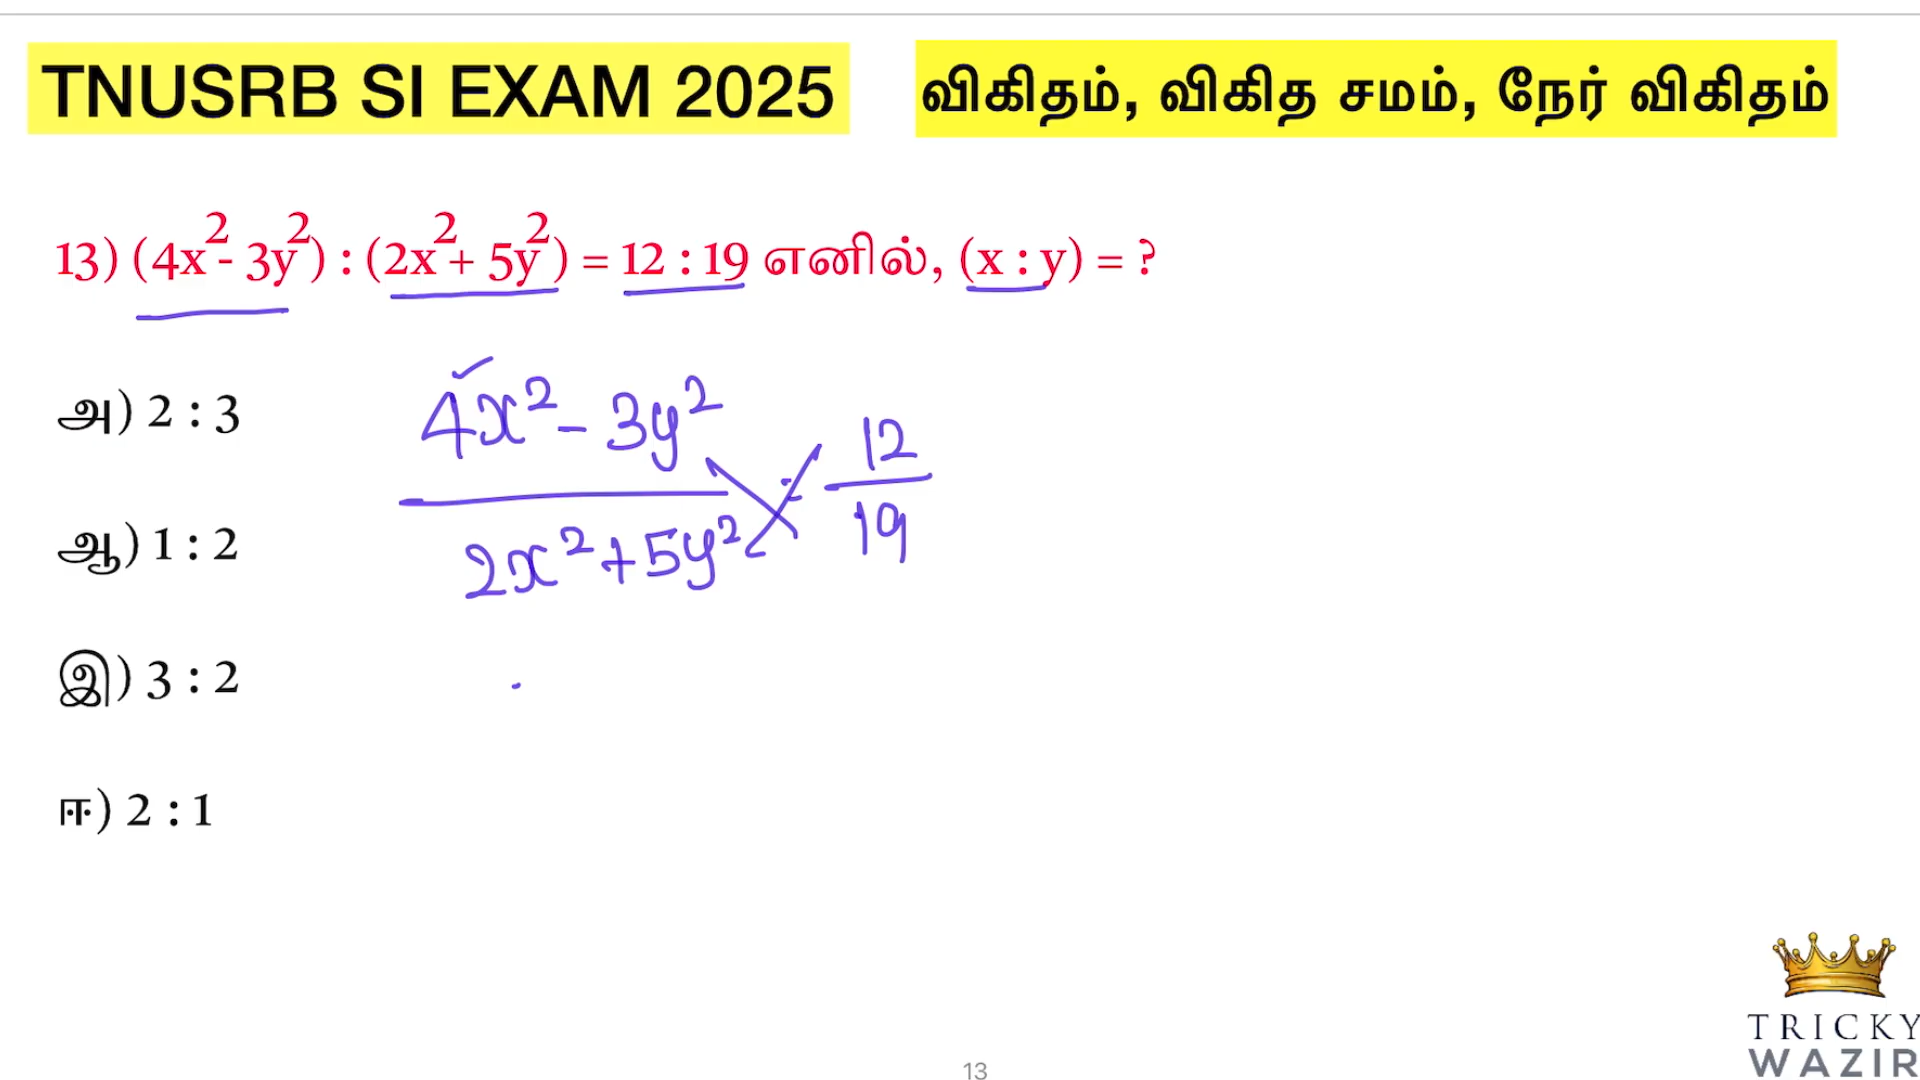 TNUSRB SI EXAM 2025
விகிதம், விகித சமம், நேர் விகிதம்
13) (4x² - 3y²) : (2x² + 5y²) = 12 : 19 எனில், (x : y) = ?
அ) 2 : 3
ஆ) 1 : 2
இ) 3 : 2
ஈ) 2 : 1
4x² - 3y²
2x² + 5y²
=
12
19
TRICKY
WAZIR
13